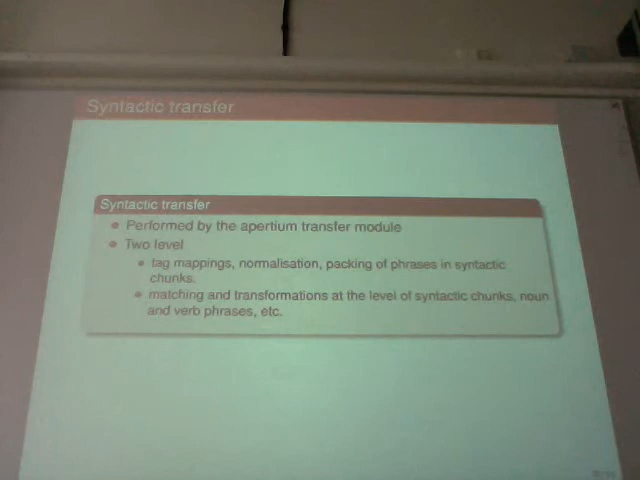 Syntactic transfer
Syntactic transfer
Performed by the apertium transfer module
Two level
tag mappings, normalisation, packing of phrases in syntactic
chunks.
matching and transformations at the level of syntactic chunks, noun
and verb phrases, etc.